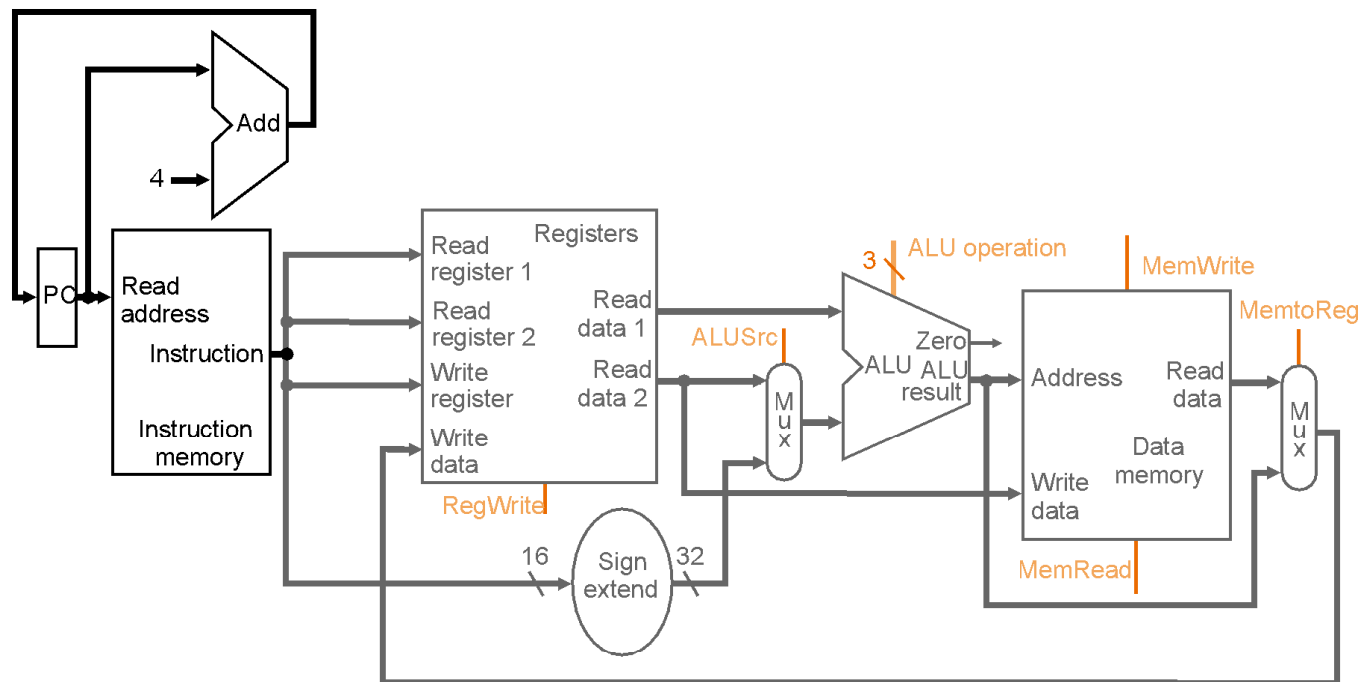 Add
4
PC
Read
address
Instruction
Instruction
memory
Registers
Read
register 1
Read
register 2
Write
register
Write
data
Read
data 1
Read
data 2
RegWrite
16
Sign
extend
32
ALUSrc
Mux
3
ALU operation
Zero
ALU
ALU
result
MemWrite
Address
Read
data
Data
memory
Write
data
MemRead
MemtoReg
Mux